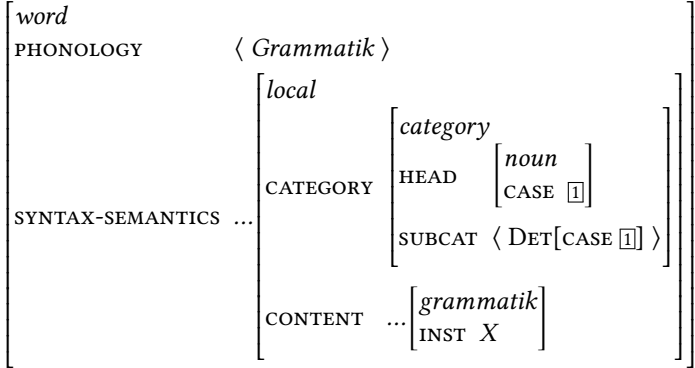 word
PHONOLOGY ⟨ Grammatik ⟩
local
category
HEAD noun
CASE 1
CATEGORY
SYNTAX-SEMANTICS ...
SUBCAT ⟨ DET[CASE 1] ⟩
grammatik
CONTENT ... INST X